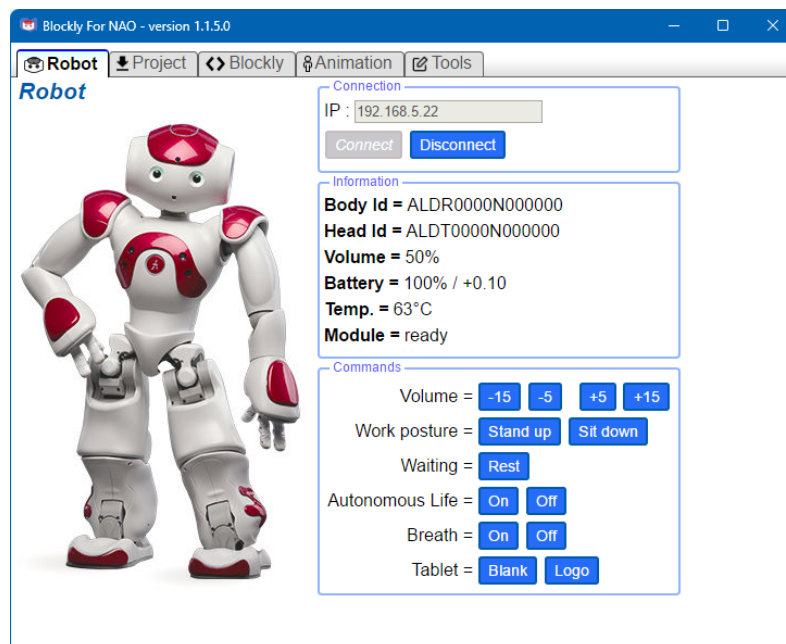 Blockly For NAO - version 1.1.5.0
Robot Project Blockly Animation Tools
Robot
Connection
IP : 192.168.5.22
Connect Disconnect
Information
Body Id = ALDR0000N000000
Head Id = ALDT0000N000000
Volume = 50%
Battery = 100% / +0.10
Temp. = 63°C
Module = ready
Commands
Volume = -15 -5 +5 +15
Work posture = Stand up Sit down
Waiting = Rest
Autonomous Life = On Off
Breath = On Off
Tablet = Blank Logo